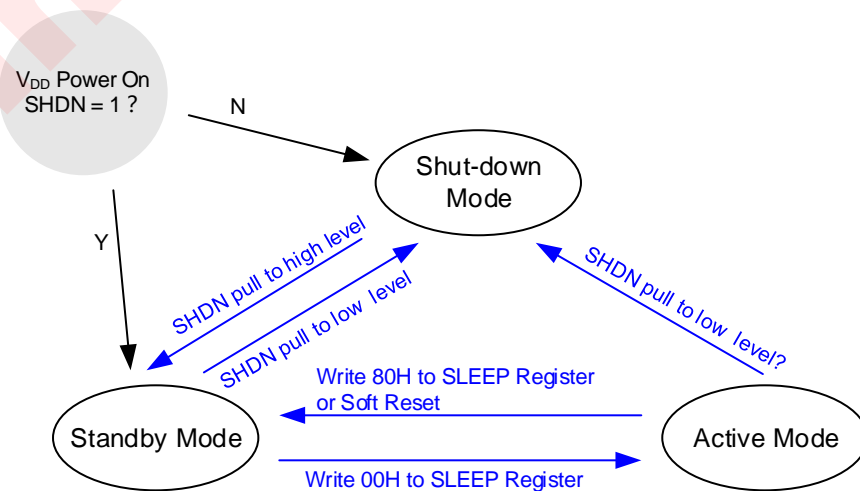 VDD Power On
SHDN = 1 ?
N
Shut-down
Mode
Y
SHDN pull to high level
SHDN pull to low level
SHDN pull to low level?
Write 80H to SLEEP Register
or Soft Reset
Standby Mode
Active Mode
Write 00H to SLEEP Register